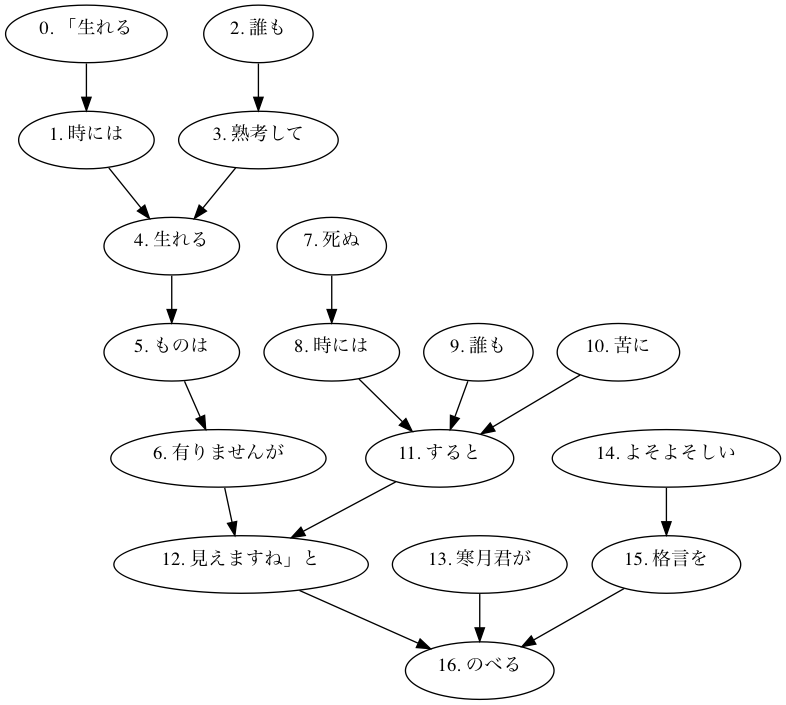 0. 「生れる
2. 誰も
1. 時には
3. 熟考して
4. 生れる
7. 死ぬ
5. ものは
8. 時には
9. 誰も
10. 苦に
6. 有りませんが
11. すると
14. よそよそしい
12. 見えますね」と
13. 寒月君が
15. 格言を
16. のべる